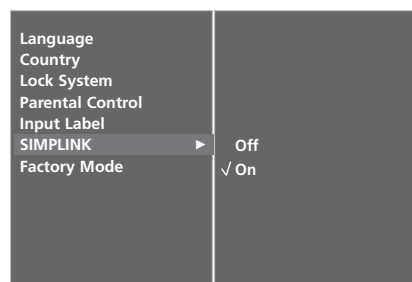 Language
Country
Lock System
Parental Control
Input Label
SIMPLINK ► Off
Factory Mode √ On